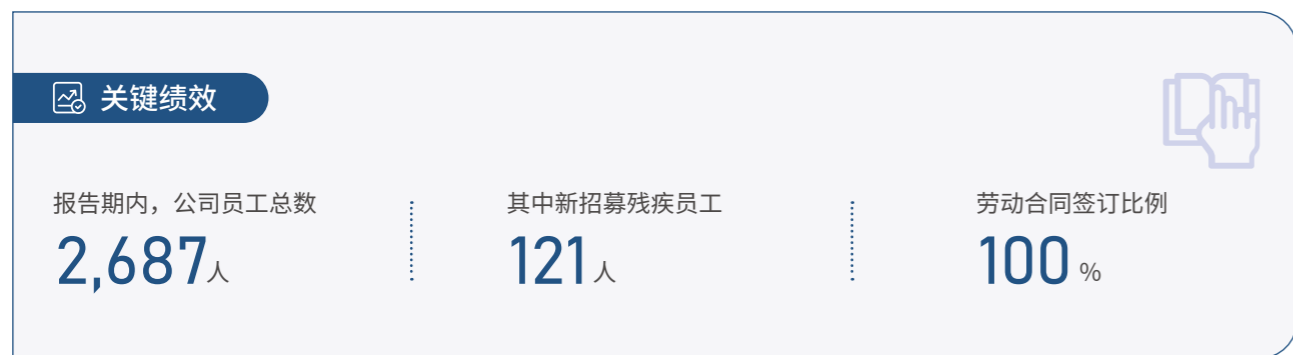 关键绩效
报告期内，公司员工总数
2,687人
其中新招募残疾员工
121人
劳动合同签订比例
100 %